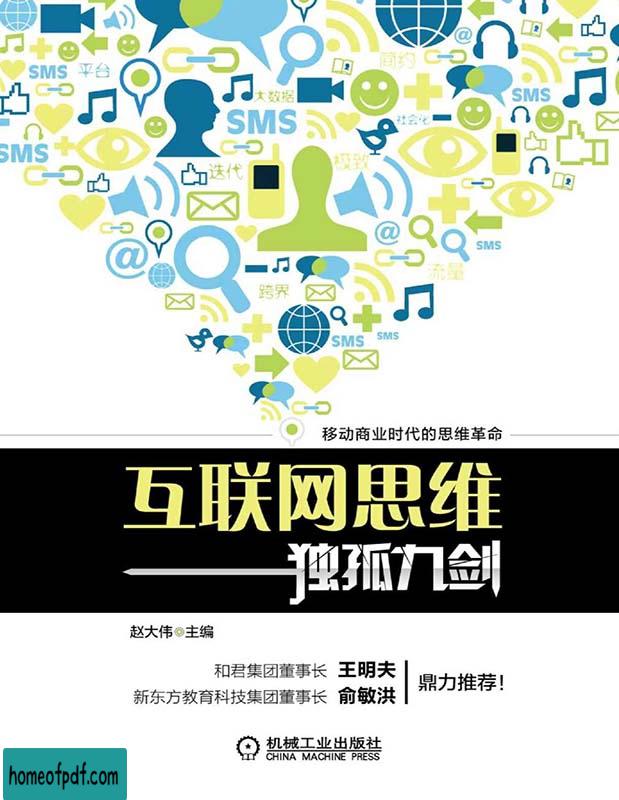 简约
SMS 平台
大数据
SMS
社会化
SMS
迭代
极致
@
SMS
@
流量
跨界
SMS
SMS
移动商业时代的思维革命
互联网思维
独孤九剑
赵大伟 主编
和君集团董事长 王明夫
新东方教育科技集团董事长 俞敏洪
鼎力推荐！
机械工业出版社
CHINA MACHINE PRESS
homeofpdf.com